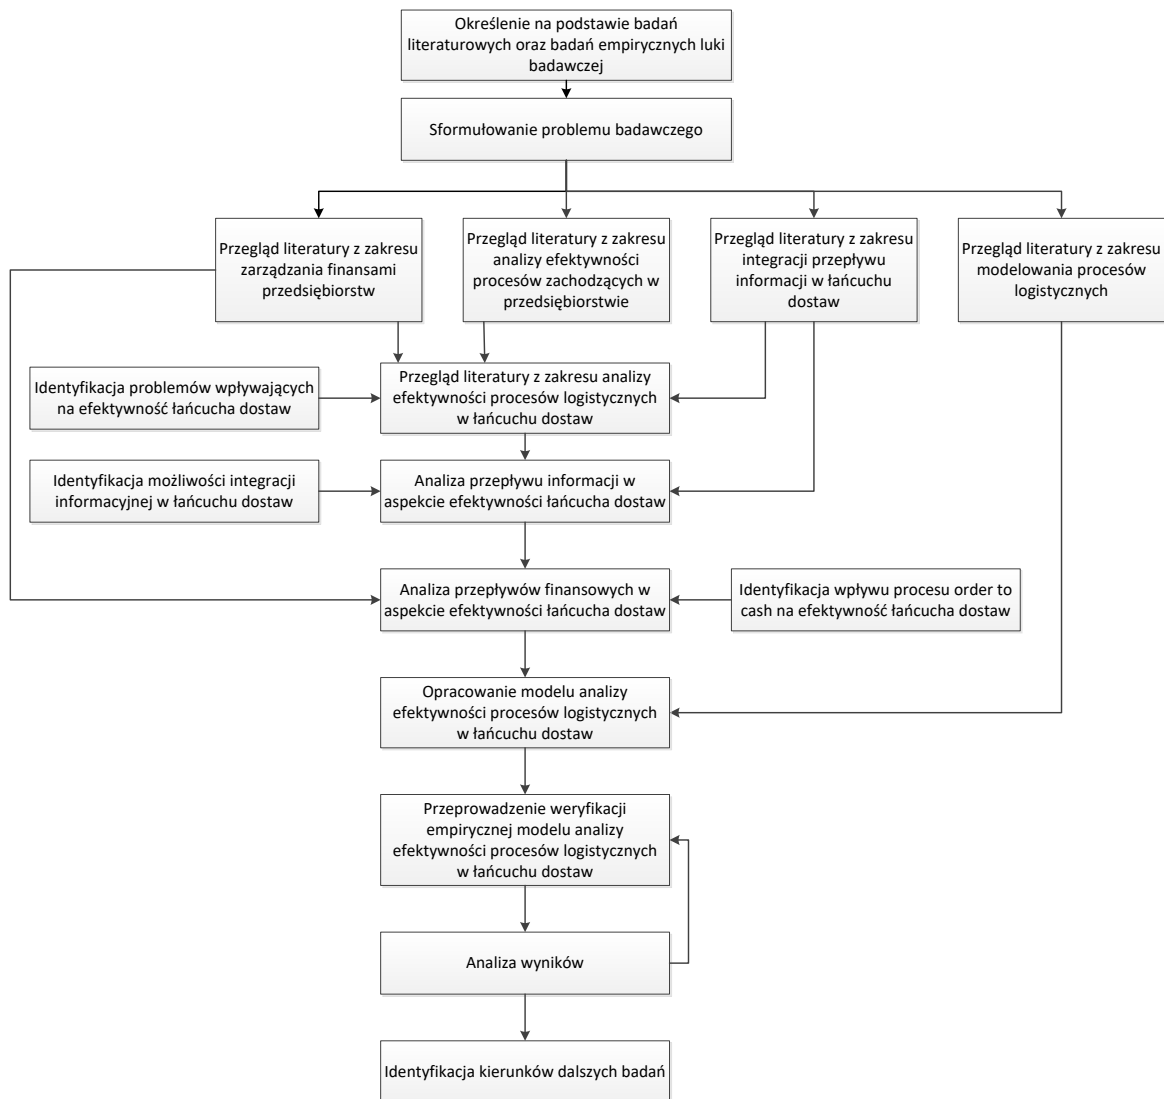 Określenie na podstawie badań
literaturowych oraz badań empirycznych luki
badawczej
Sformułowanie problemu badawczego
Przegląd literatury z zakresu
zarządzania finansami
przedsiębiorstw
Przegląd literatury z zakresu
analizy efektywności
procesów zachodzących w
przedsiębiorstwie
Przegląd literatury z zakresu
integracji przepływu
informacji w łańcuchu
dostaw
Przegląd literatury z zakresu
modelowania procesów
logistycznych
Identyfikacja problemów wpływających
na efektywność łańcucha dostaw
Przegląd literatury z zakresu analizy
efektywności procesów logistycznych
w łańcuchu dostaw
Identyfikacja możliwości integracji
informacyjnej w łańcuchu dostaw
Analiza przepływu informacji w
aspekcie efektywności łańcucha dostaw
Analiza przepływów finansowych w
aspekcie efektywności łańcucha dostaw
Identyfikacja wpływu procesu order to
cash na efektywność łańcucha dostaw
Opracowanie modelu analizy
efektywności procesów logistycznych
w łańcuchu dostaw
Przeprowadzenie weryfikacji
empirycznej modelu analizy
efektywności procesów logistycznych
w łańcuchu dostaw
Analiza wyników
Identyfikacja kierunków dalszych badań